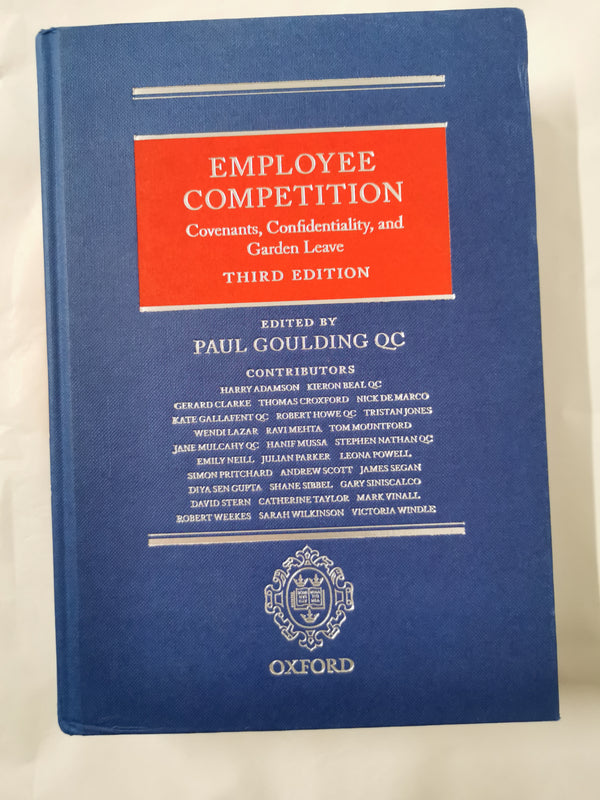 EMPLOYEE
COMPETITION
Covenants, Confidentiality, and
Garden Leave
THIRD EDITION
EDITED BY
PAUL GOULDING QC
CONTRIBUTORS
HARRY ADAMSON KIERON BEAL QC
GERARD CLARKE THOMAS CROXFORD NICK DE MARCO
KATE GALLAFENT QC ROBERT HOWE QC TRISTAN JONES
WENDI LAZAR RAVI MEHTA TOM MOUNTFORD
JANE MULCAHY QC HANIF MUSSA STEPHEN NATHAN QC
EMILY NEILL JULIAN PARKER LEONA POWELL
SIMON PRITCHARD ANDREW SCOTT JAMES SEGAN
DIYA SEN GUPTA SHANE SIBBEL GARY SINISCALCO
DAVID STERN CATHERINE TAYLOR MARK VINALL
ROBERT WEEKES SARAH WILKINSON VICTORIA WINDLE
OXFORD